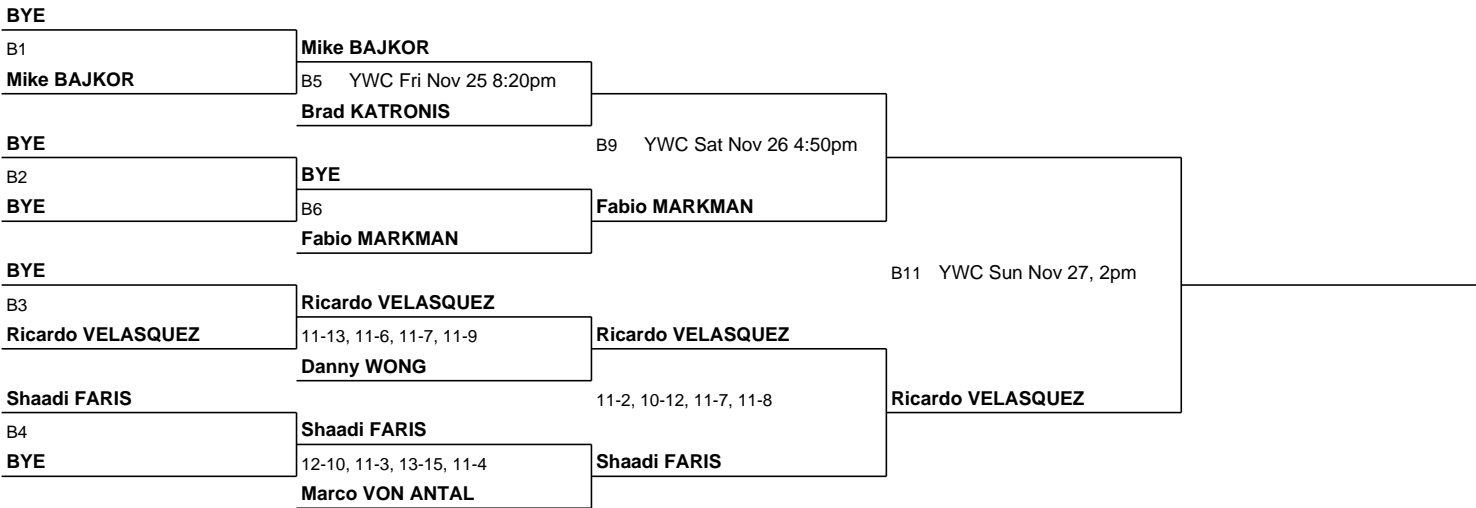 BYE
B1
Mike BAJKOR
Mike BAJKOR
B5 YWC Fri Nov 25 8:20pm
Brad KATRONIS
BYE
B2
BYE
BYE
B6
Fabio MARKMAN
B9 YWC Sat Nov 26 4:50pm
Fabio MARKMAN
BYE
B3
Ricardo VELASQUEZ
Ricardo VELASQUEZ
11-13, 11-6, 11-7, 11-9
Danny WONG
Ricardo VELASQUEZ
Shaadi FARIS
B4
BYE
Shaadi FARIS
12-10, 11-3, 13-15, 11-4
Marco VON ANTAL
11-2, 10-12, 11-7, 11-8
Shaadi FARIS
B11 YWC Sun Nov 27, 2pm
Ricardo VELASQUEZ